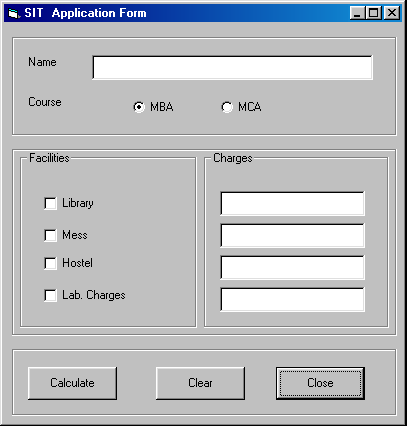 SIT  Application Form
Name
Course
MBA MCA
Facilities Charges
Library
Mess
Hostel
Lab. Charges
Calculate Clear Close